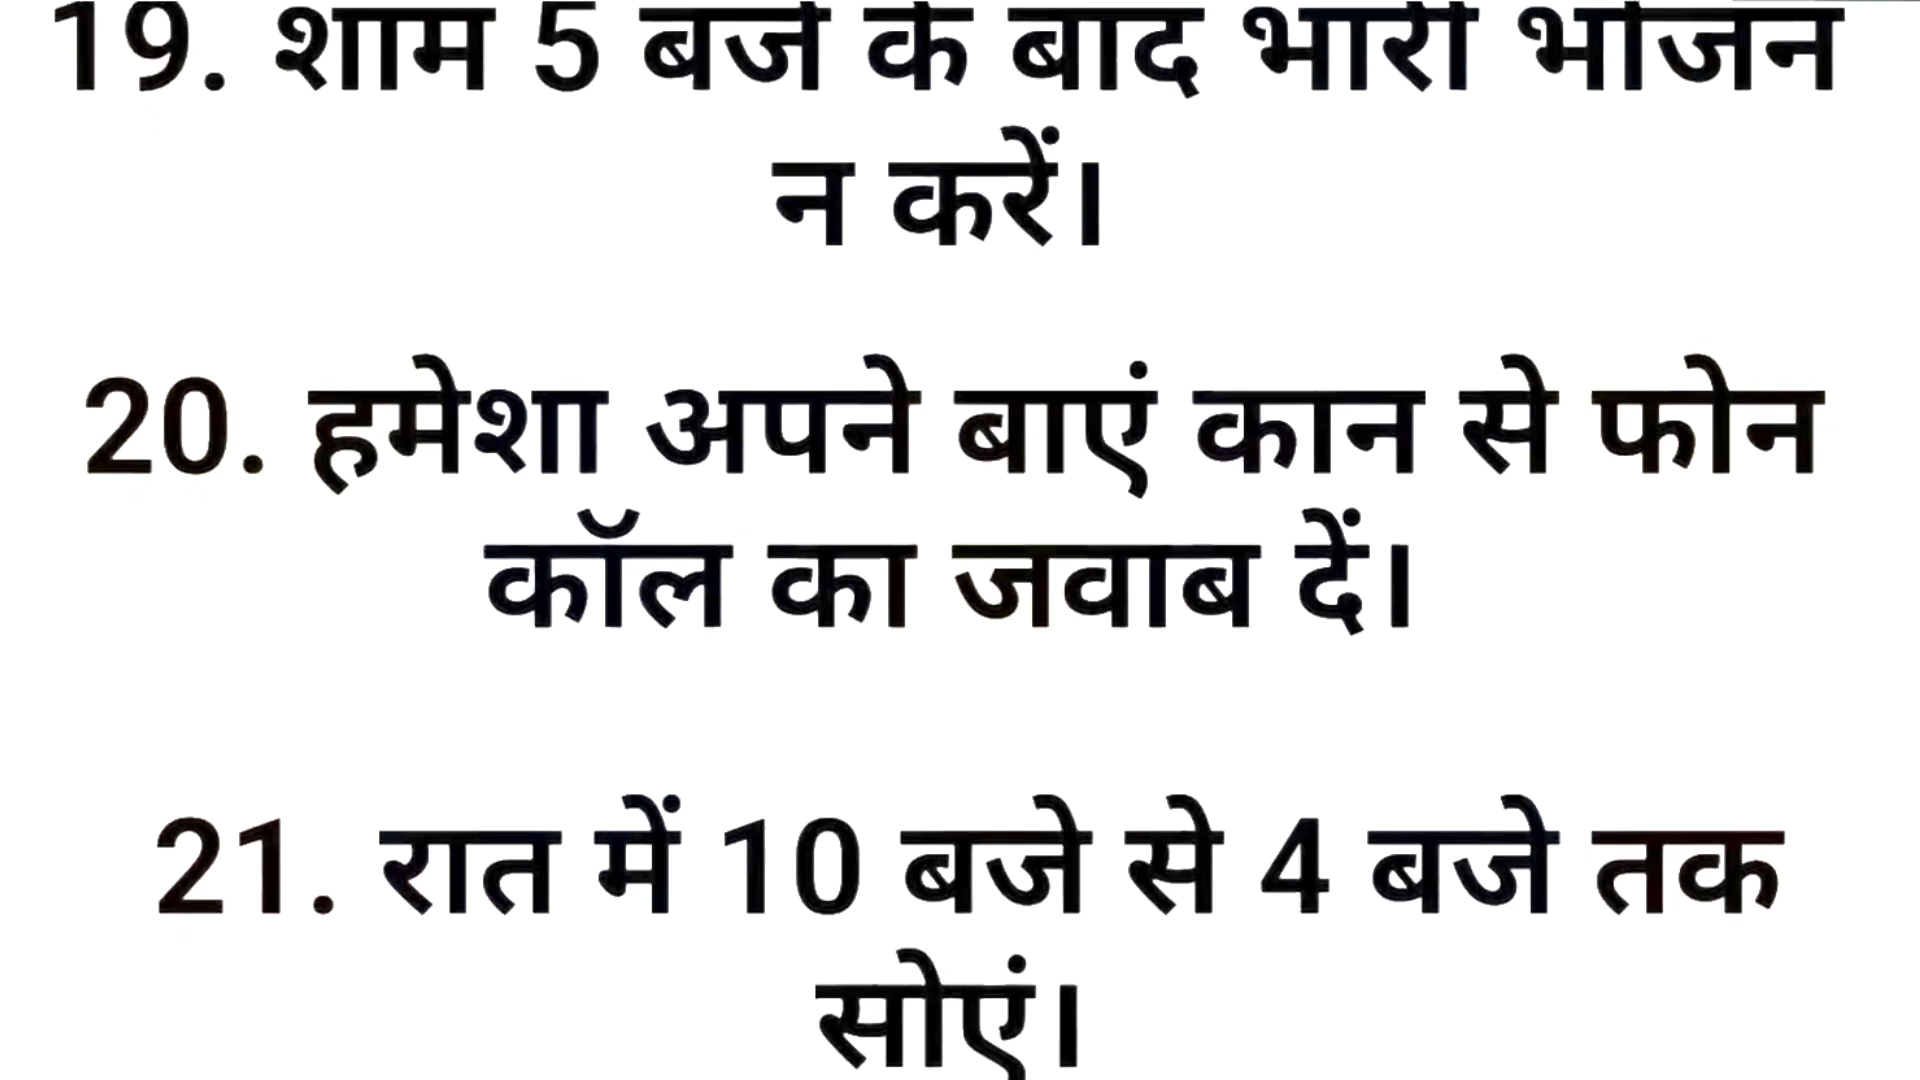 19. शाम 5 बजे के बाद भारी भोजन
न करें।
20. हमेशा अपने बाएं कान से फोन
कॉल का जवाब दें।
21. रात में 10 बजे से 4 बजे तक
सोएं।